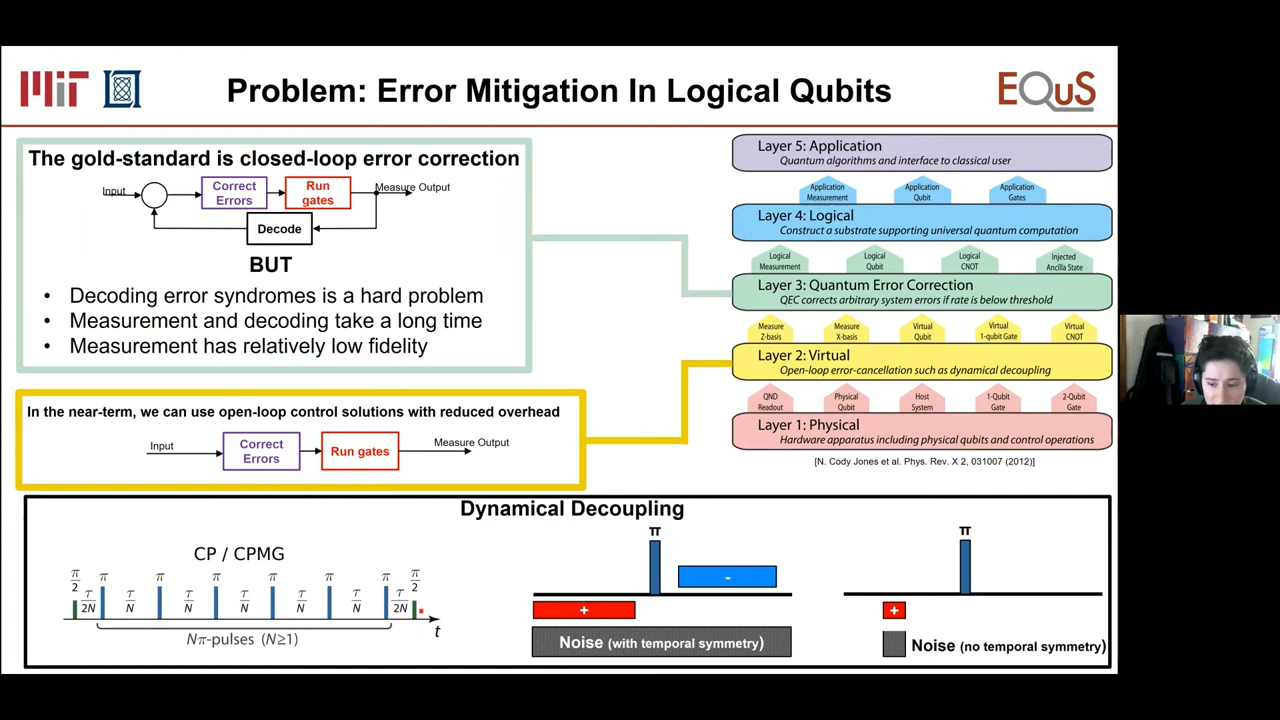 MIT
Problem: Error Mitigation In Logical Qubits
EQuS
The gold-standard is closed-loop error correction
Input
Correct
Errors
Run
gates
Measure Output
Decode
BUT
• Decoding error syndromes is a hard problem
• Measurement and decoding take a long time
• Measurement has relatively low fidelity
In the near-term, we can use open-loop control solutions with reduced overhead
Input
Correct
Errors
Run gates
Measure Output
Layer 5: Application
Quantum algorithms and interface to classical user
Application
Measurement
Application
Qubit
Application
Gates
Layer 4: Logical
Construct a substrate supporting universal quantum computation
Logical
Measurement
Logical
Qubit
Logical
CNOT
Injected
Ancilla State
Layer 3: Quantum Error Correction
QEC corrects arbitrary system errors if rate is below threshold
Measure
Z-basis
Measure
X-basis
Virtual
Qubit
Virtual
1-qubit Gate
Virtual
CNOT
Layer 2: Virtual
Open-loop error-cancellation such as dynamical decoupling
QND
Readout
Physical
Qubit
Host
System
1-Qubit
Gate
2-Qubit
Gate
Layer 1: Physical
Hardware apparatus including physical qubits and control operations
[N. Cody Jones et al. Phys. Rev. X 2, 031007 (2012)]
Dynamical Decoupling
CP / CPMG
π/2 π π π π π π π/2
τ/2N τ/N τ/N τ/N τ/N τ/N τ/2N
t
Nπ-pulses (N≥1)
π
-
+
Noise (with temporal symmetry)
π
+
Noise (no temporal symmetry)